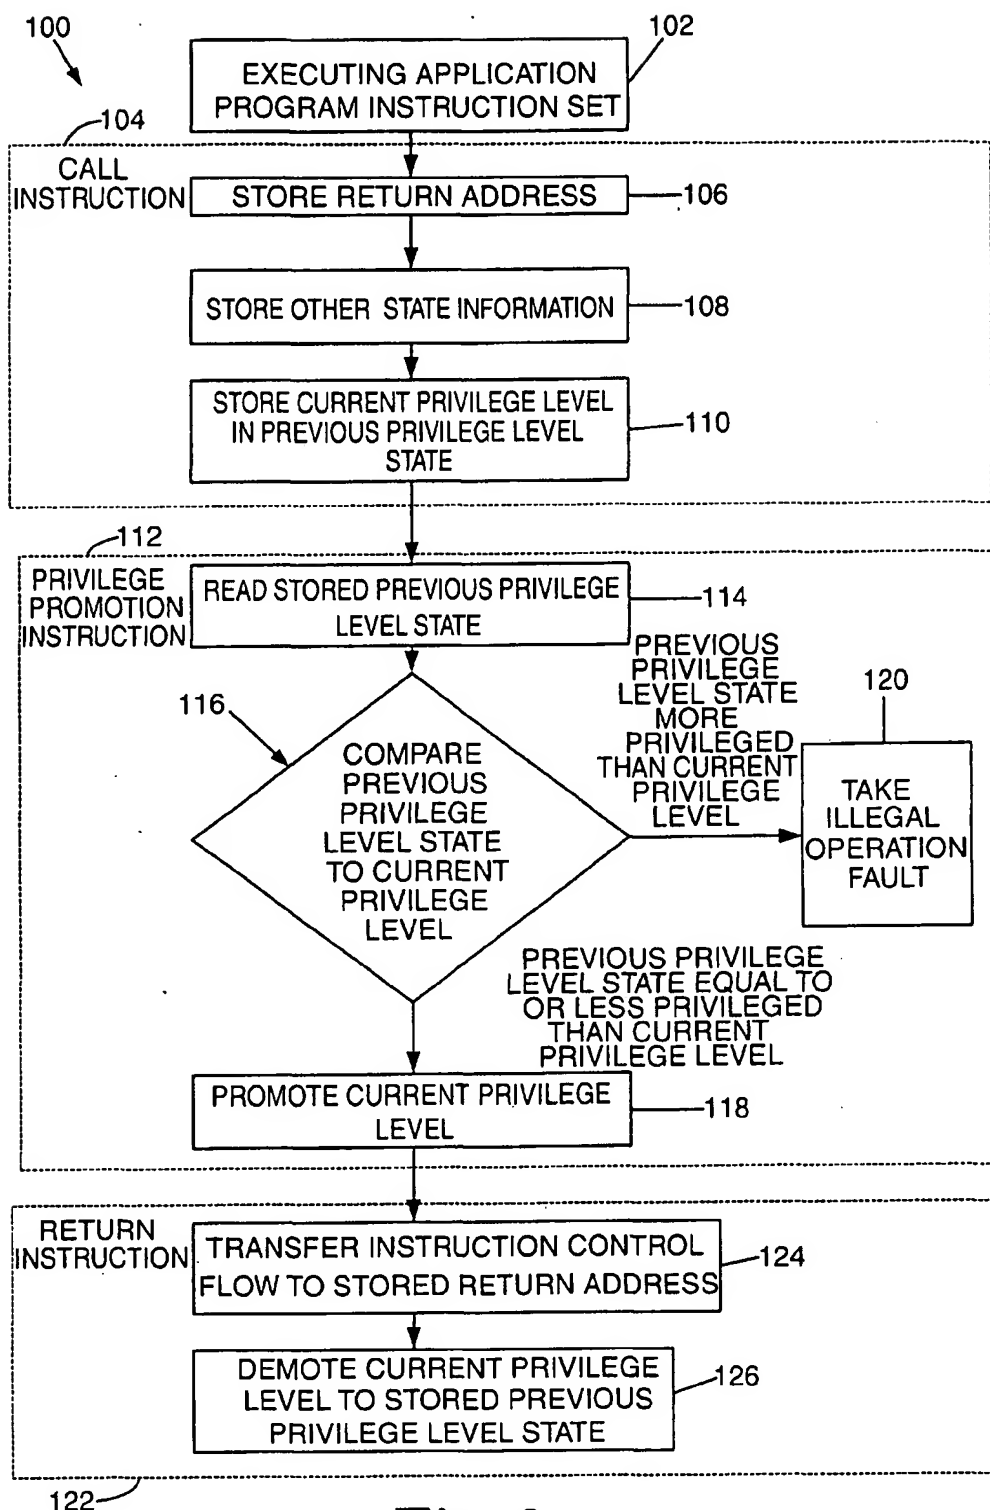 100
102
EXECUTING APPLICATION
PROGRAM INSTRUCTION SET
104
CALL
INSTRUCTION
STORE RETURN ADDRESS
106
STORE OTHER STATE INFORMATION
108
STORE CURRENT PRIVILEGE LEVEL
IN PREVIOUS PRIVILEGE LEVEL
STATE
110
112
PRIVILEGE
PROMOTION
INSTRUCTION
READ STORED PREVIOUS PRIVILEGE
LEVEL STATE
114
116
COMPARE
PREVIOUS
PRIVILEGE
LEVEL STATE
TO CURRENT
PRIVILEGE
LEVEL
PREVIOUS
PRIVILEGE
LEVEL STATE
MORE
PRIVILEGED
THAN CURRENT
PRIVILEGE
LEVEL
120
TAKE
ILLEGAL
OPERATION
FAULT
PREVIOUS PRIVILEGE
LEVEL STATE EQUAL TO
OR LESS PRIVILEGED
THAN CURRENT
PRIVILEGE LEVEL
PROMOTE CURRENT PRIVILEGE
LEVEL
118
RETURN
INSTRUCTION
TRANSFER INSTRUCTION CONTROL
FLOW TO STORED RETURN ADDRESS
124
DEMOTE CURRENT PRIVILEGE
LEVEL TO STORED PREVIOUS
PRIVILEGE LEVEL STATE
126
122